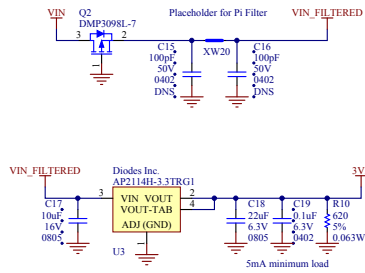 VIN
Q2
DMP3098L-7
Placeholder for Pi Filter
VIN_FILTERED
3
2
1
C15
100pF
50V
0402
DNS
XW20
C16
100pF
50V
0402
DNS
VIN_FILTERED
Diodes Inc.
AP2114H-3.3TRG1
3V
C17
10uF
16V
0805
3
VIN VOUT
VOUT-TAB
ADJ (GND)
2
4
1
U3
C18
22uF
6.3V
0805
C19
0.1uF
6.3V
0402
R10
620
5%
0.063W
5mA minimum load